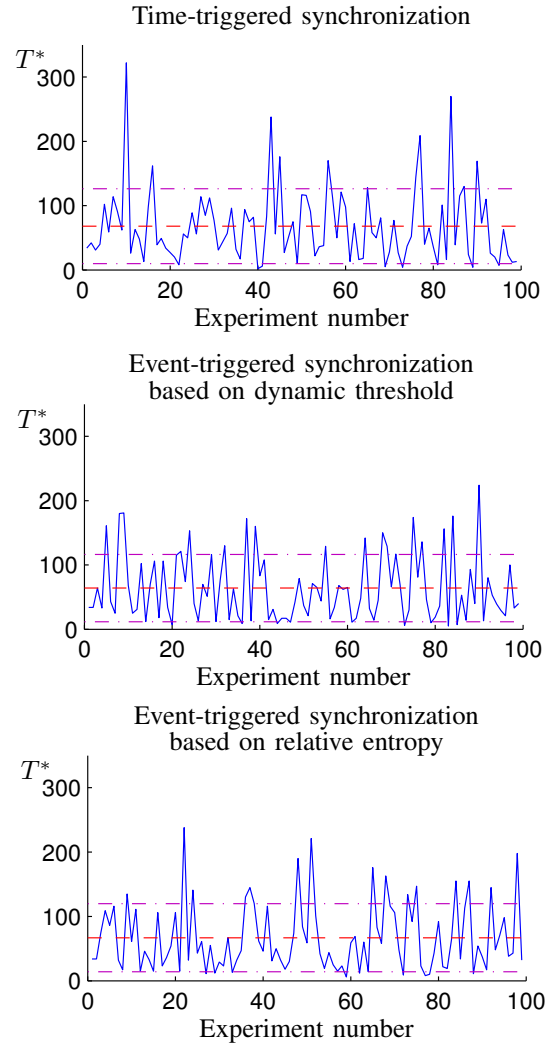 Time-triggered synchronization
T*
300
200
100
0
0 20 40 60 80 100
Experiment number
Event-triggered synchronization
based on dynamic threshold
T*
300
200
100
0
0 20 40 60 80 100
Experiment number
Event-triggered synchronization
based on relative entropy
T*
300
200
100
0
0 20 40 60 80 100
Experiment number